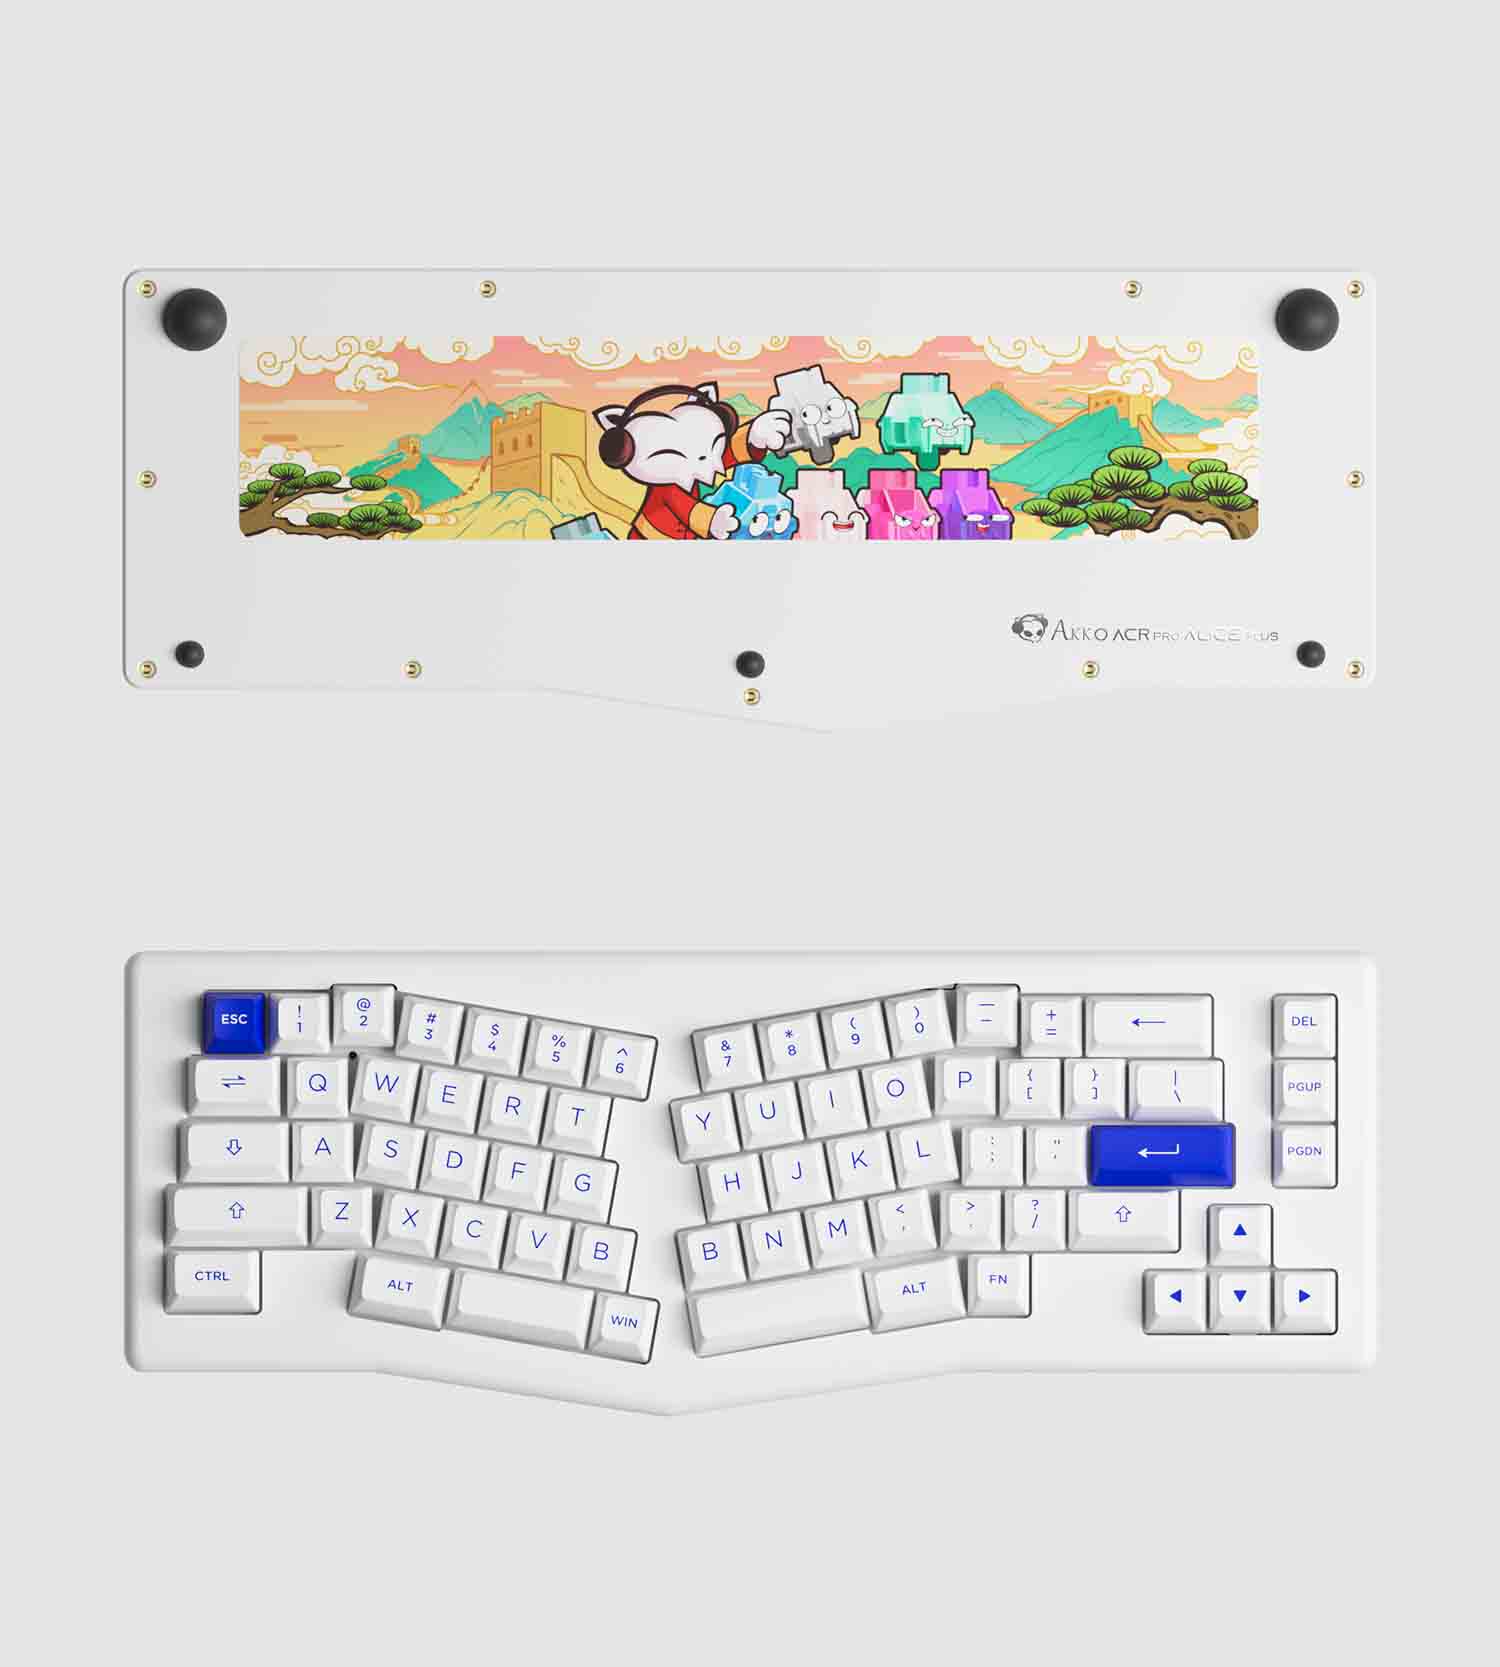 AKKO ACR PRO ALICE PLUS
ESC ! 1 @ 2 # 3 $ 4 % 5 ^ 6 & 7 * 8 ( 9 ) 0 — – + = ← DEL
⇌ Q W E R T Y U I O P { [ } ] | \ PGUP
⇩ A S D F G H J K L : ; " ' ↵ PGDN
⇧ Z X C V B B N M < , > . ? / ⇧ ▲
CTRL ALT WIN ALT FN ◀ ▼ ▶